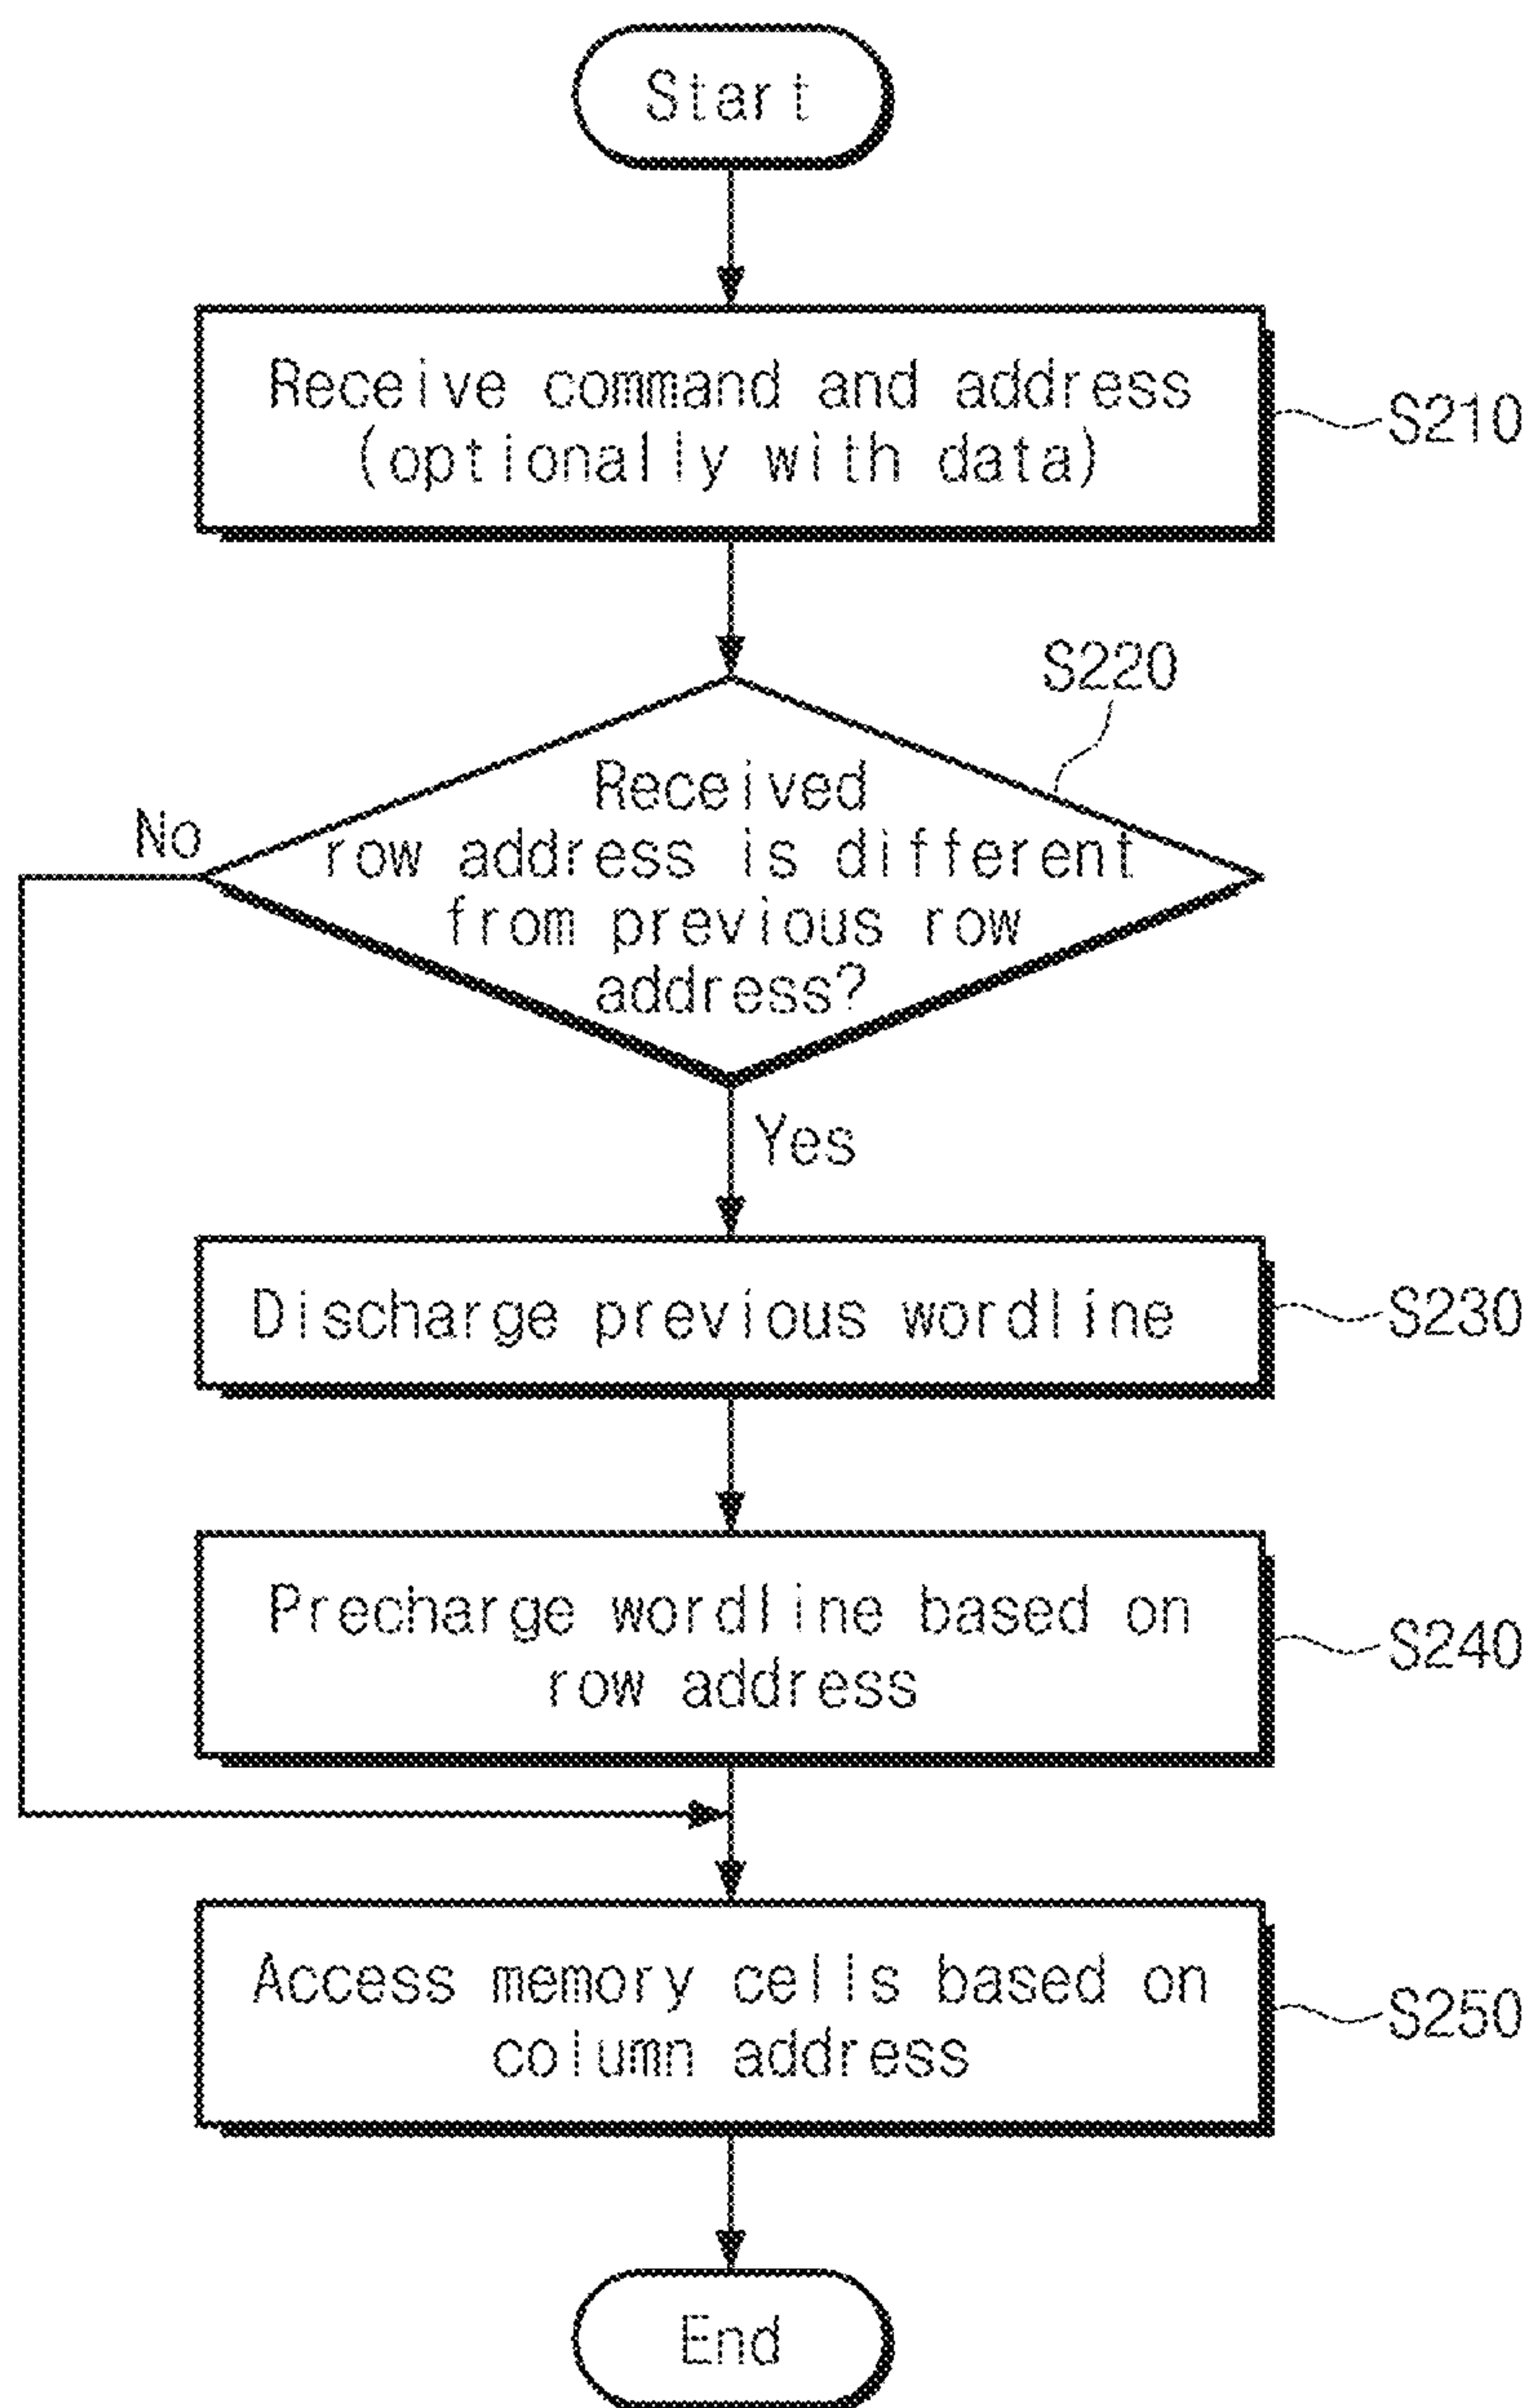 Start
Receive command and address
(optionally with data)
S210
S220
Received
row address is different
from previous row
address?
No
Yes
Discharge previous wordline
S230
Precharge wordline based on
row address
S240
Access memory cells based on
column address
S250
End